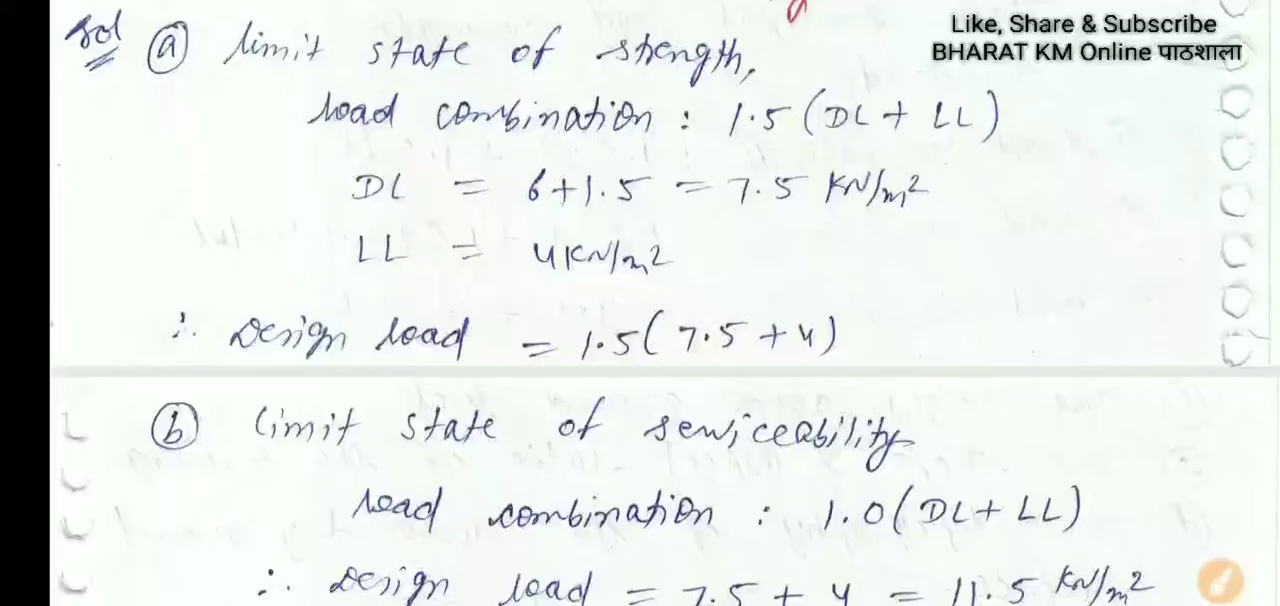 Like, Share & Subscribe
BHARAT KM Online पाठशाला
Sol (a) limit state of strength,
load combination : 1.5 (DL + LL)
DL = 6+1.5 = 7.5 KN/m²
LL = 4KN/m²
∴ Design load = 1.5(7.5+4)
(b) limit state of serviceability
load combination : 1.0(DL+ LL)
∴ Design load = 7.5 + 4 = 11.5 KN/m²